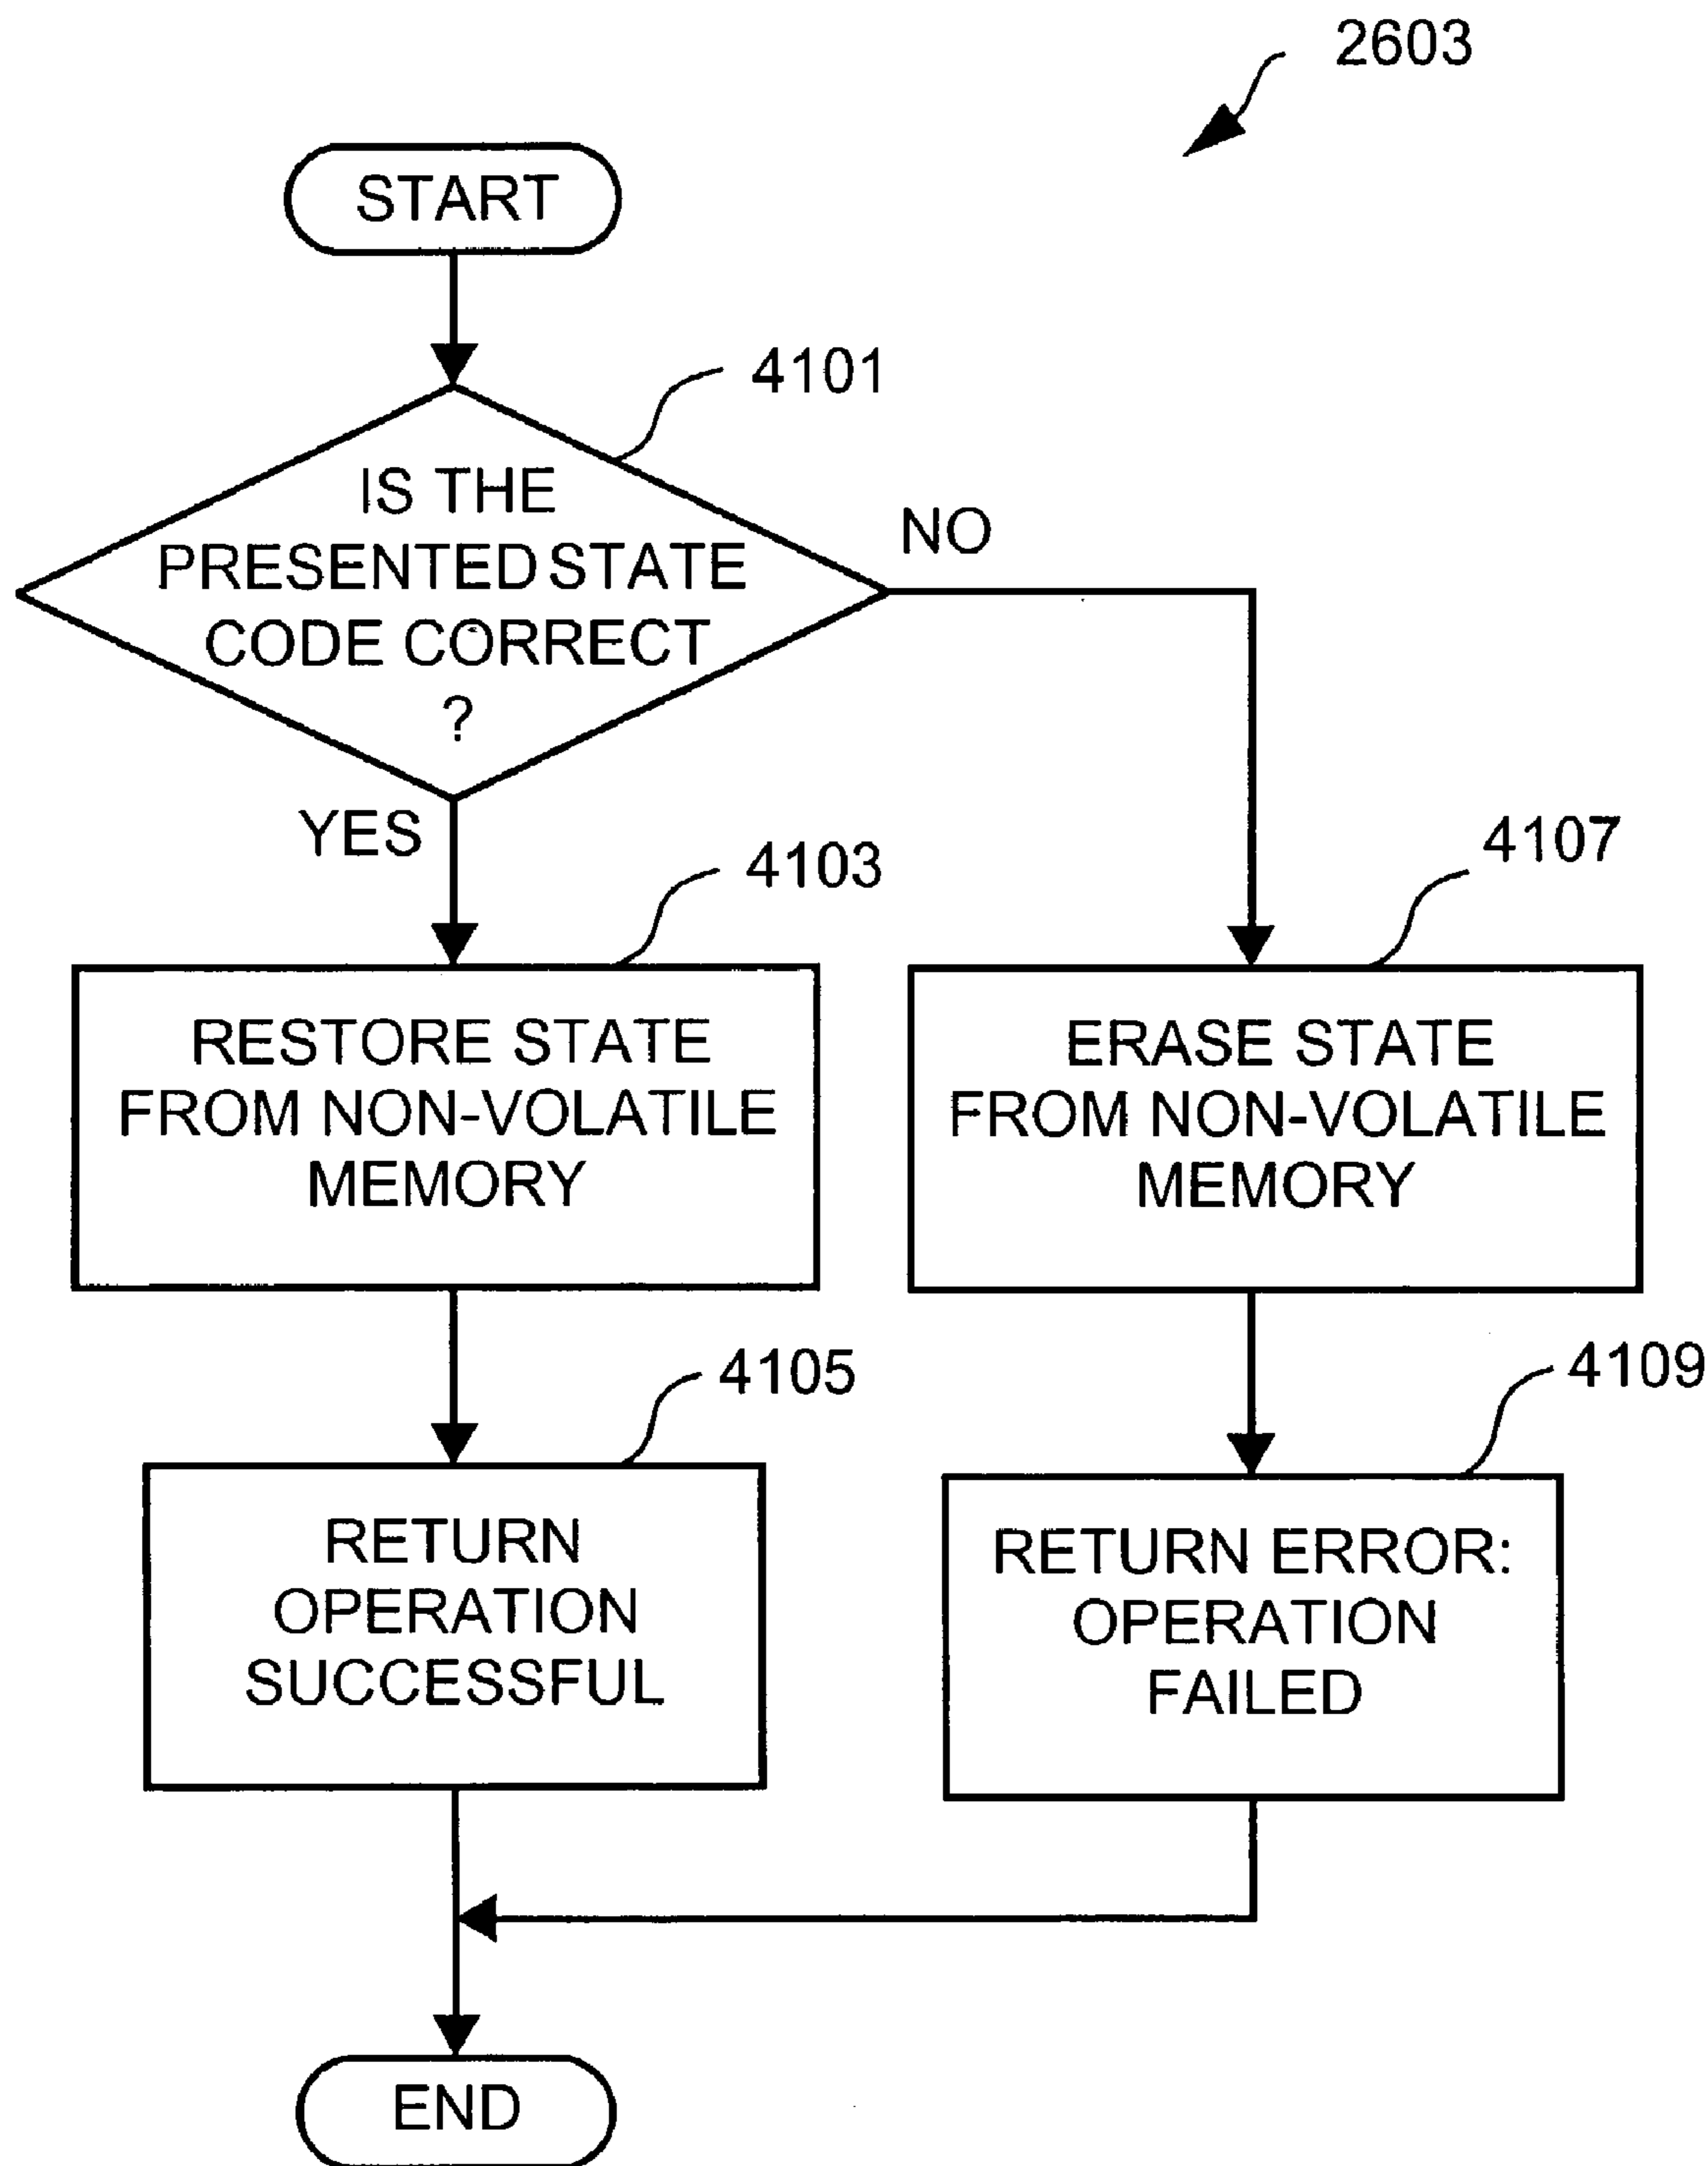 2603
START
4101
IS THE
PRESENTED STATE
CODE CORRECT
?
NO
YES
4103
4107
RESTORE STATE
FROM NON-VOLATILE
MEMORY
ERASE STATE
FROM NON-VOLATILE
MEMORY
4105
4109
RETURN
OPERATION
SUCCESSFUL
RETURN ERROR:
OPERATION
FAILED
END